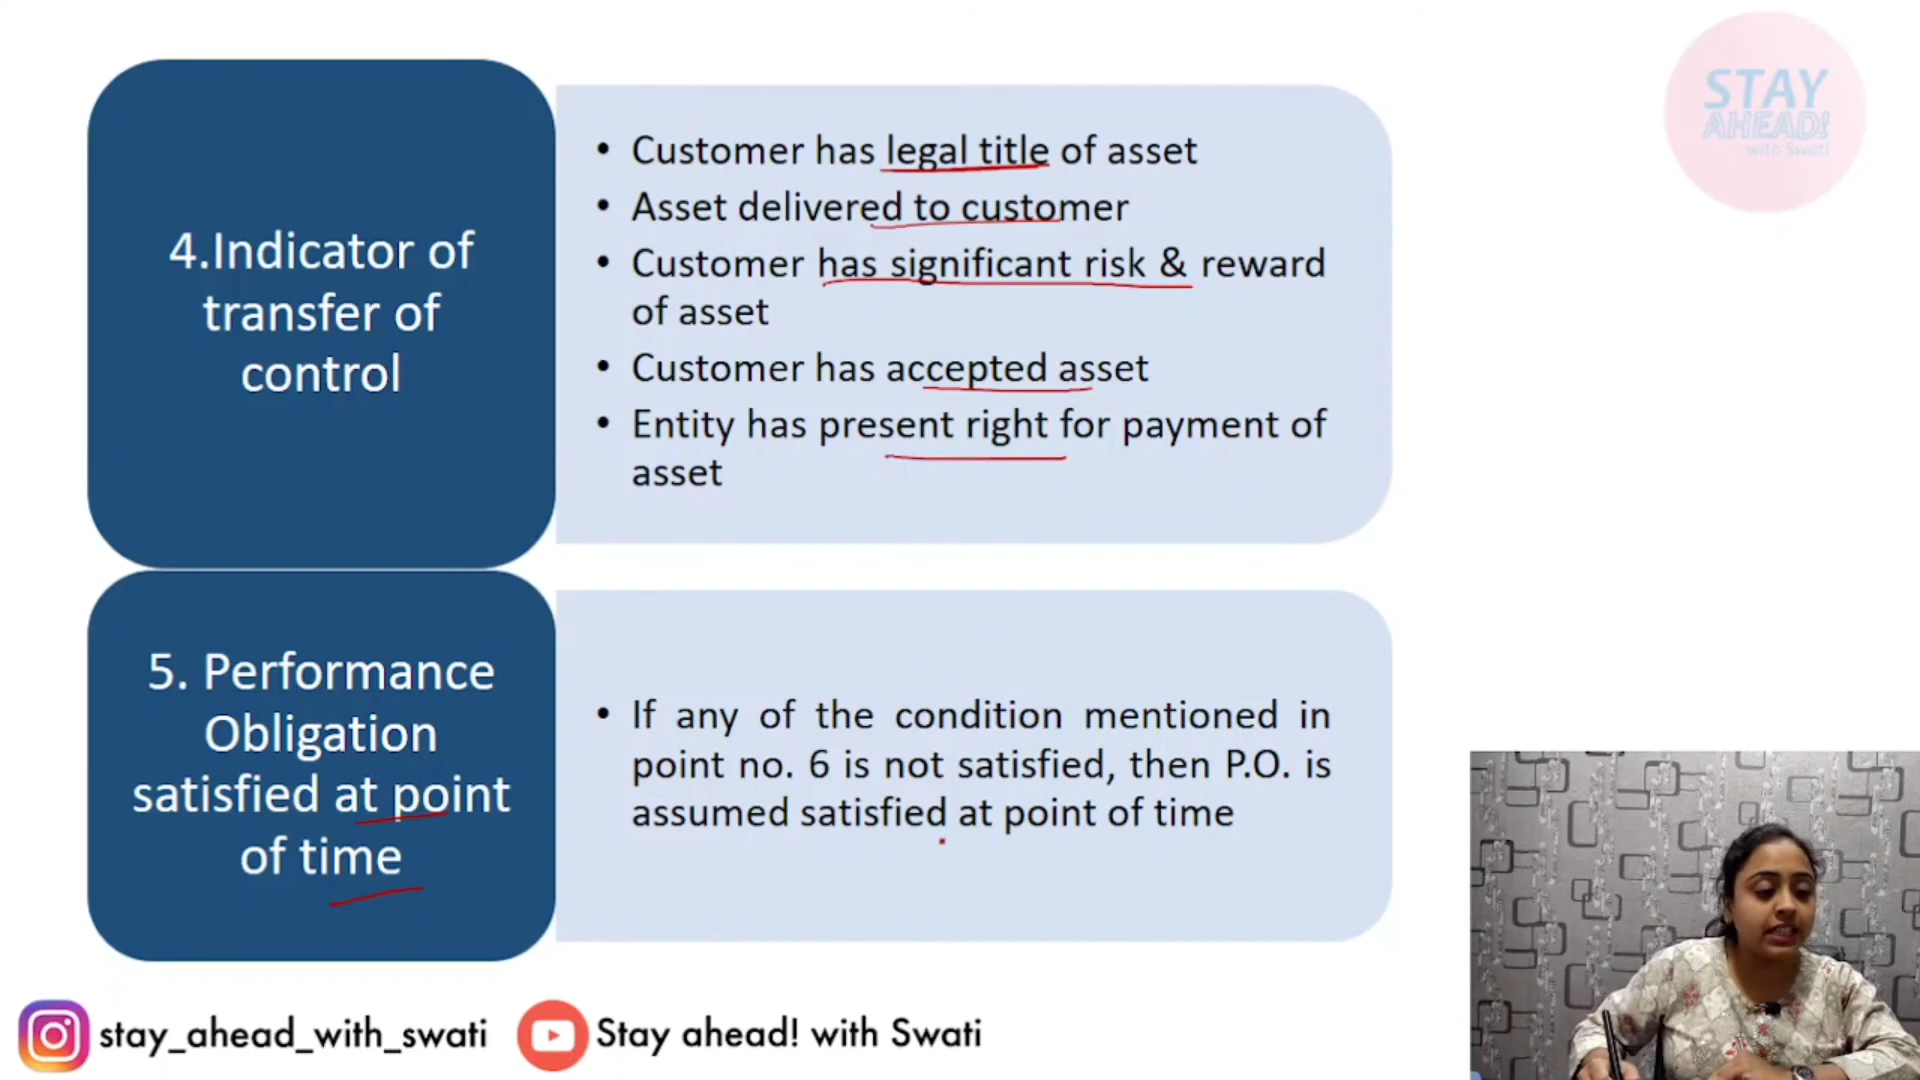 STAY
AHEAD!
with Swati
4.Indicator of
transfer of
control
• Customer has legal title of asset
• Asset delivered to customer
• Customer has significant risk & reward
of asset
• Customer has accepted asset
• Entity has present right for payment of
asset
5. Performance
Obligation
satisfied at point
of time
• If any of the condition mentioned in
point no. 6 is not satisfied, then P.O. is
assumed satisfied at point of time
stay_ahead_with_swati
Stay ahead! with Swati